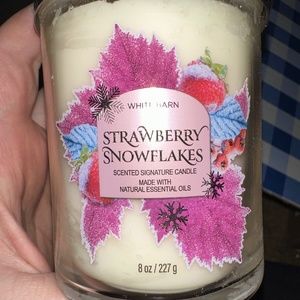 WHITE BARN
STRAWBERRY
SNOWFLAKES
SCENTED SIGNATURE CANDLE
MADE WITH
NATURAL ESSENTIAL OILS
8 oz / 227 g